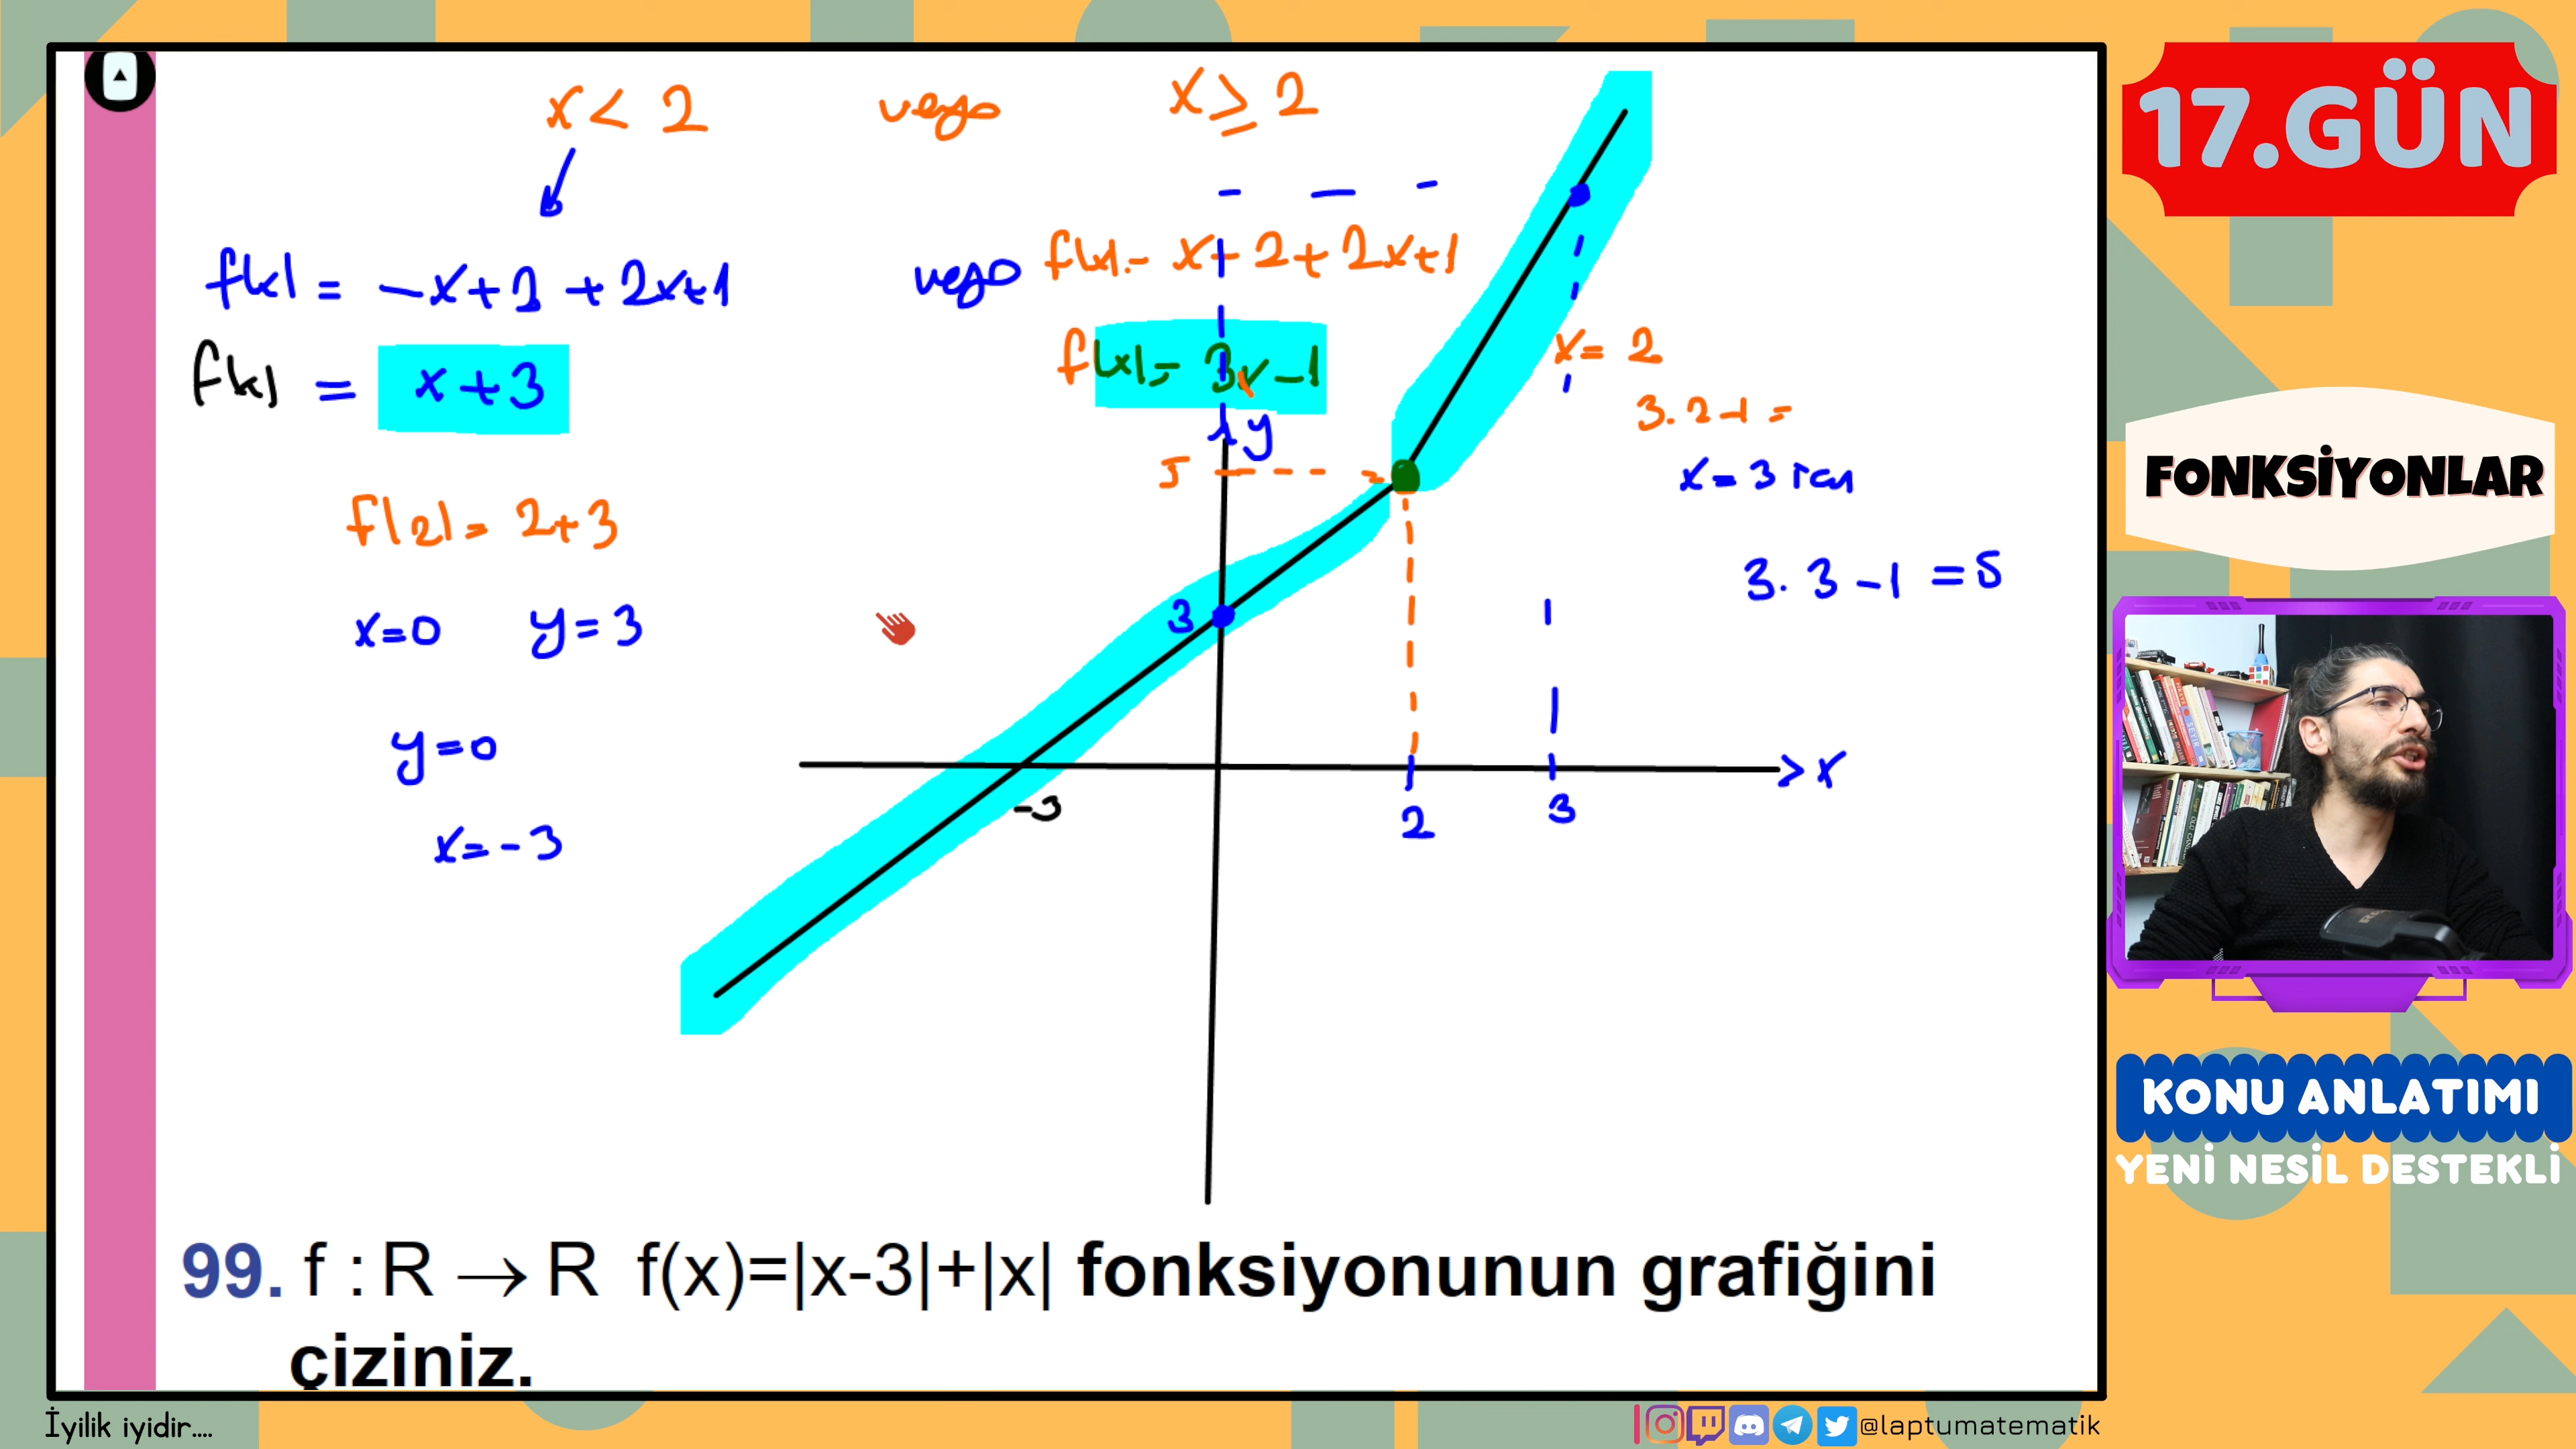 17.GÜN
x < 2 veya x ≥ 2
f(x) = -x+2 +2x+1 veya f(x) = x-2+2x+1
f(x) = x+3
f(x) = 3x-1
x = 2
3.2-1 =
y
5
x = 3 için
f(2) = 2+3
3.3-1 = 8
3
x=0 y=3
y=0
x
-3
2
3
x=-3
FONKSİYONLAR
KONU ANLATIMI
YENİ NESİL DESTEKLİ
99. f : R → R f(x)=|x-3|+|x| fonksiyonunun grafiğini
çiziniz.
İyilik iyidir....
@laptumatematik